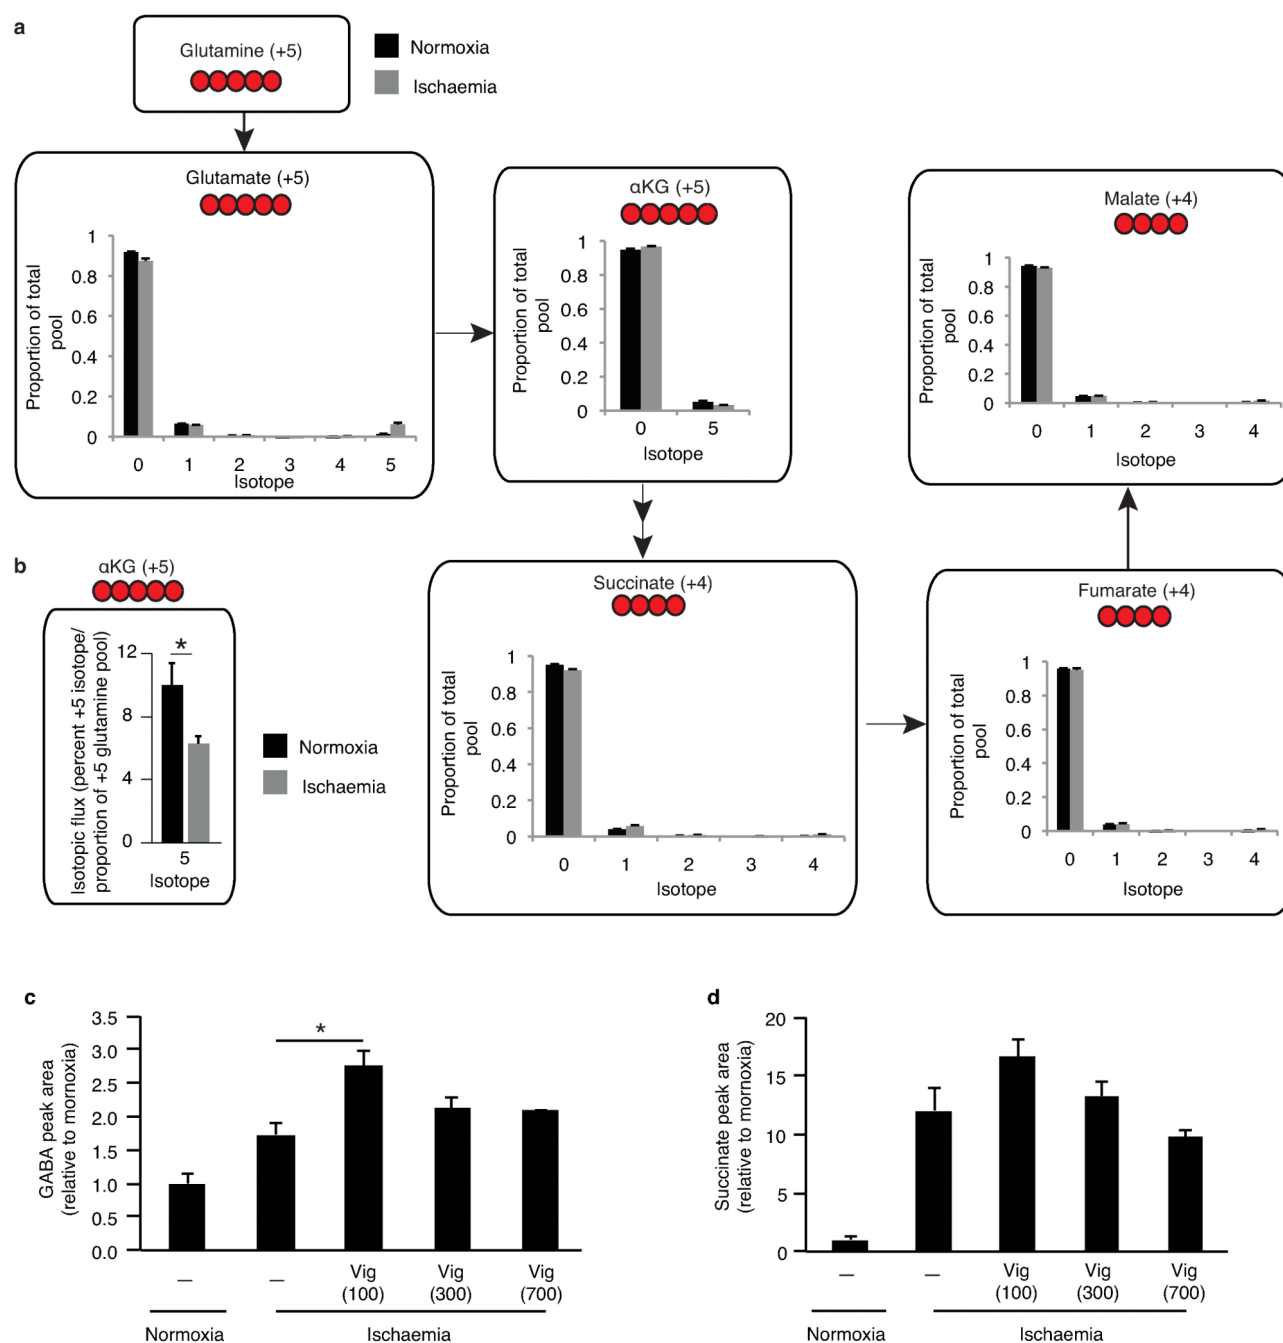 a
Glutamine (+5)
Normoxia
Ischaemia
Glutamate (+5)
Proportion of total
pool
1
0.8
0.6
0.4
0.2
0
0 1 2 3 4 5
Isotope
αKG (+5)
Proportion of total
pool
1
0.8
0.6
0.4
0.2
0
0 5
Isotope
Malate (+4)
Proportion of total
pool
1
0.8
0.6
0.4
0.2
0
0 1 2 3 4
Isotope
b
αKG (+5)
Isotopic flux (percent +5 isotope/
proportion of +5 glutamine pool)
12
8
4
0
*
5
Isotope
Normoxia
Ischaemia
Succinate (+4)
Proportion of total
pool
1
0.8
0.6
0.4
0.2
0
0 1 2 3 4
Isotope
Fumarate (+4)
Proportion of total
pool
1
0.8
0.6
0.4
0.2
0
0 1 2 3 4
Isotope
c
GABA peak area
(relative to mornoxia)
3.5
3.0
2.5
2.0
1.5
1.0
0.5
0.0
*
– – Vig Vig Vig
(100) (300) (700)
Normoxia Ischaemia
d
Succinate peak area
(relative to mornoxia)
20
15
10
5
0
– – Vig Vig Vig
(100) (300) (700)
Normoxia Ischaemia